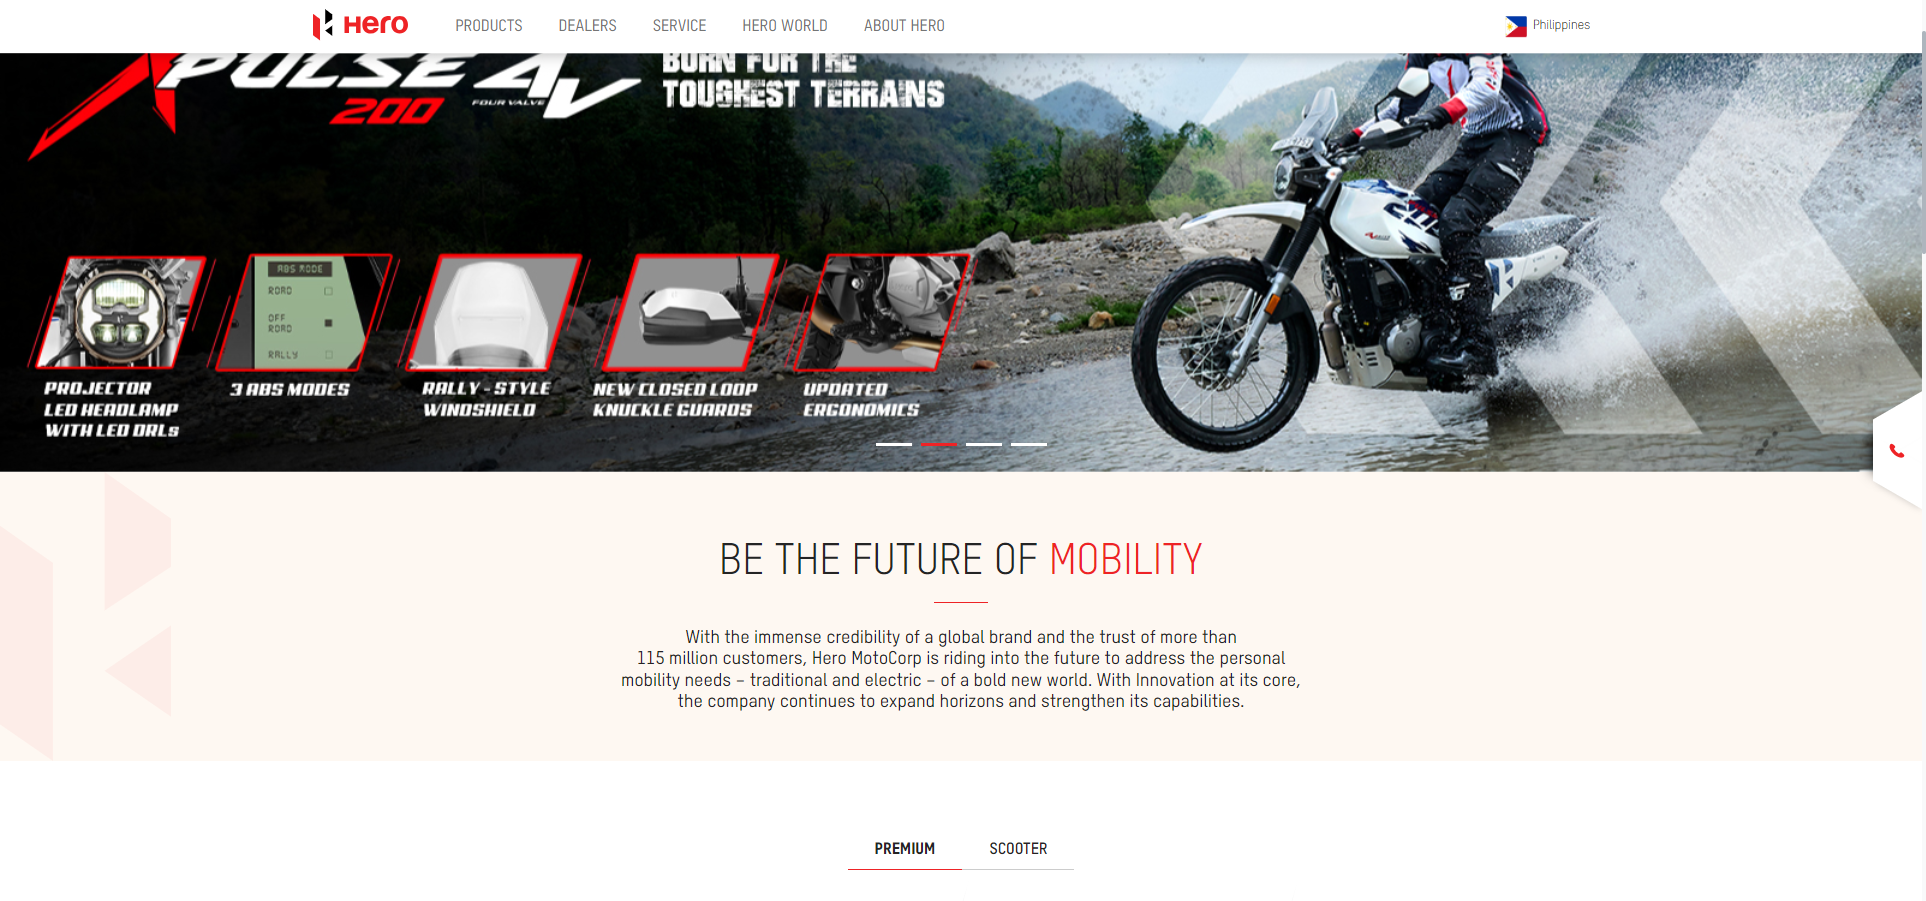 Hero
PRODUCTS
DEALERS
SERVICE
HERO WORLD
ABOUT HERO
Philippines
XPULSE 4V
200
FOUR VALVE
BORN FOR THE
TOUGHEST TERRAINS
ABS MODE
ROAD
OFF
ROAD
RALLY
PROJECTOR
LED HEADLAMP
WITH LED DRLs
3 ABS MODES
RALLY - STYLE
WINDSHIELD
NEW CLOSED LOOP
KNUCKLE GUARDS
UPDATED
ERGONOMICS
BE THE FUTURE OF MOBILITY
With the immense credibility of a global brand and the trust of more than
115 million customers, Hero MotoCorp is riding into the future to address the personal
mobility needs – traditional and electric – of a bold new world. With Innovation at its core,
the company continues to expand horizons and strengthen its capabilities.
PREMIUM
SCOOTER